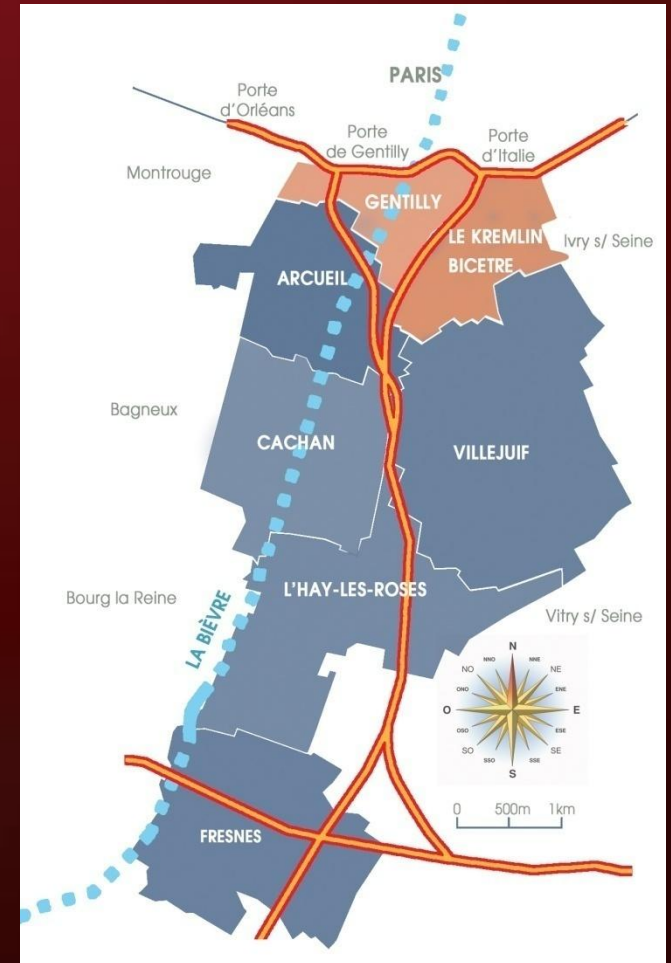 PARIS
Porte
d'Orléans
Porte
de Gentilly
Porte
d'Italie
Montrouge
GENTILLY
LE KREMLIN
BICETRE
Ivry s/ Seine
ARCUEIL
Bagneux
CACHAN
VILLEJUIF
L'HAY-LES-ROSES
Bourg la Reine
LA BIÈVRE
Vitry s/ Seine
N
NNO
NNE
NO
NE
ONO
ENE
O
E
OSO
ESE
SO
SE
SSO
SSE
S
0 500m 1km
FRESNES